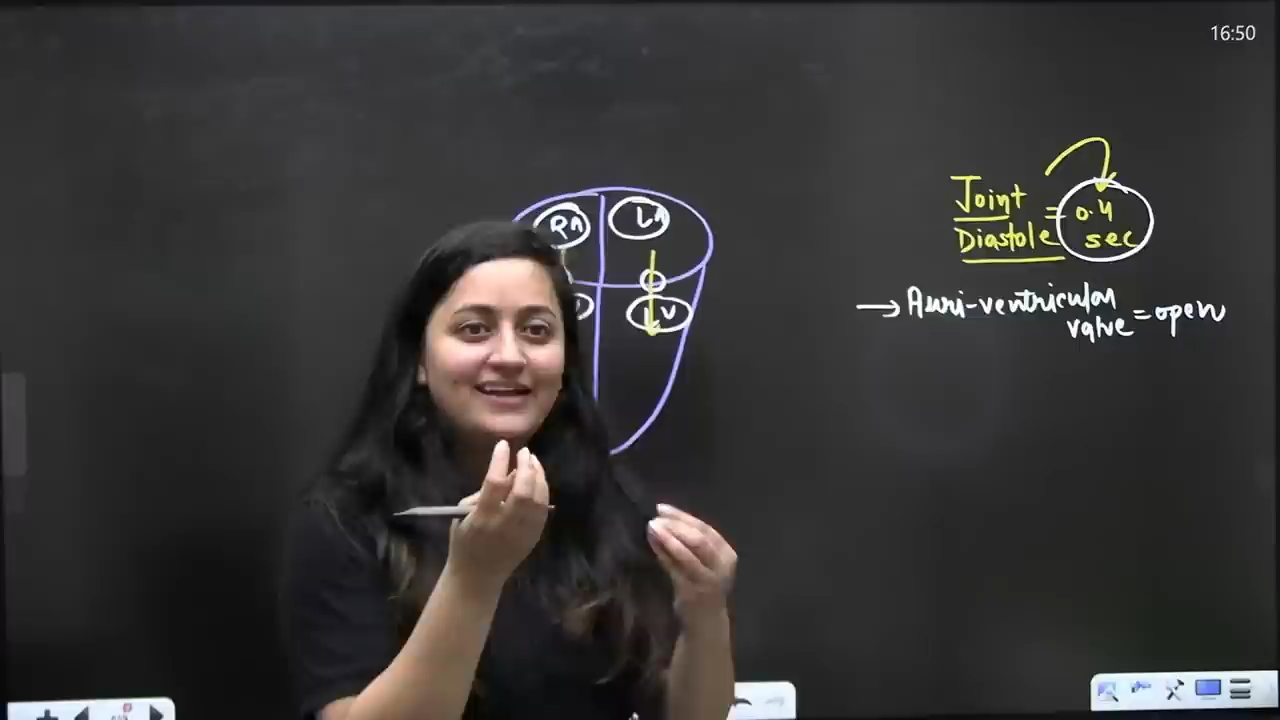 16:50
RA LA
LV
Joint = 0.4
Diastole sec
→ Auri-ventricular
valve = open